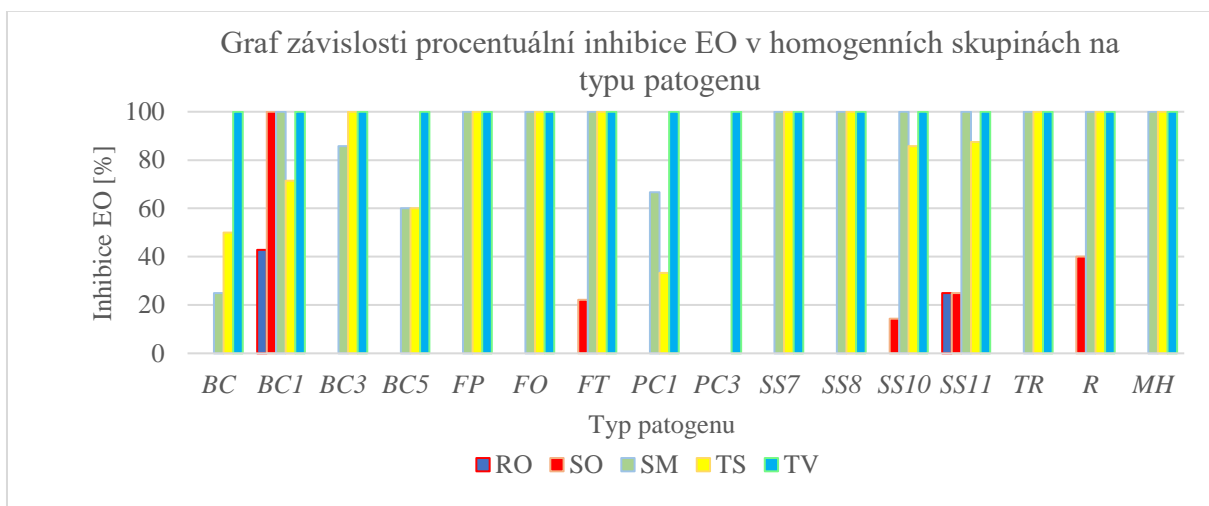 Graf závislosti procentuální inhibice EO v homogenních skupinách na
typu patogenu
Inhibice EO [%]
100
80
60
40
20
0
BC BC1 BC3 BC5 FP FO FT PC1 PC3 SS7 SS8 SS10 SS11 TR R MH
Typ patogenu
RO SO SM TS TV